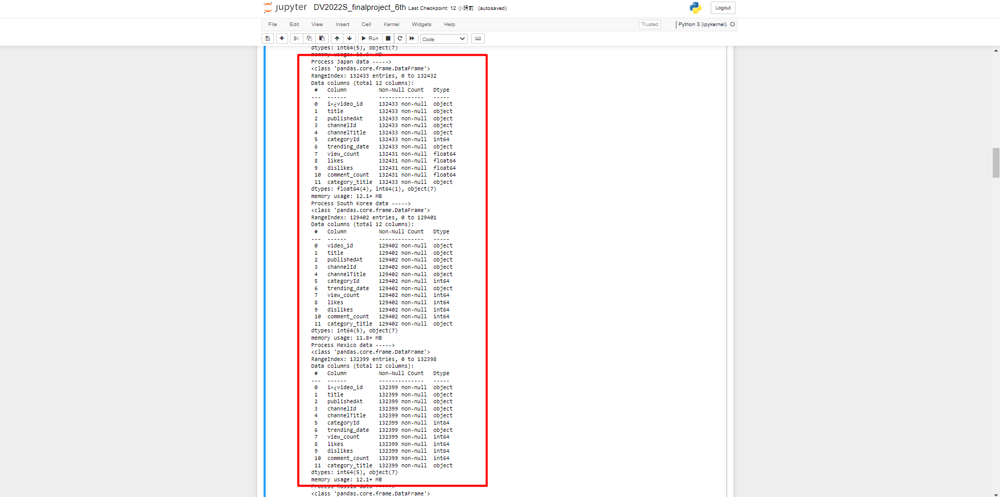 jupyter DV2022S_finalproject_6th Last Checkpoint: 12 小時前 (autosaved) Logout
File Edit View Insert Cell Kernel Widgets Help Trusted Python 3 (ipykernel)
Run Code
dtypes: int64(5), object(7)
memory usage: 11.6+ MB
Process Japan data ----->
<class 'pandas.core.frame.DataFrame'>
RangeIndex: 132433 entries, 0 to 132432
Data columns (total 12 columns):
# Column Non-Null Count Dtype
--- ------ -------------- -----
0 ï»¿video_id 132433 non-null object
1 title 132433 non-null object
2 publishedAt 132433 non-null object
3 channelId 132433 non-null object
4 channelTitle 132433 non-null object
5 categoryId 132433 non-null int64
6 trending_date 132433 non-null object
7 view_count 132431 non-null float64
8 likes 132431 non-null float64
9 dislikes 132431 non-null float64
10 comment_count 132431 non-null float64
11 category_title 132433 non-null object
dtypes: float64(4), int64(1), object(7)
memory usage: 12.1+ MB
Process South Korea data ----->
<class 'pandas.core.frame.DataFrame'>
RangeIndex: 129402 entries, 0 to 129401
Data columns (total 12 columns):
# Column Non-Null Count Dtype
--- ------ -------------- -----
0 video_id 129402 non-null object
1 title 129402 non-null object
2 publishedAt 129402 non-null object
3 channelId 129402 non-null object
4 channelTitle 129402 non-null object
5 categoryId 129402 non-null int64
6 trending_date 129402 non-null object
7 view_count 129402 non-null int64
8 likes 129402 non-null int64
9 dislikes 129402 non-null int64
10 comment_count 129402 non-null int64
11 category_title 129402 non-null object
dtypes: int64(5), object(7)
memory usage: 11.8+ MB
Process Mexico data ----->
<class 'pandas.core.frame.DataFrame'>
RangeIndex: 132399 entries, 0 to 132398
Data columns (total 12 columns):
# Column Non-Null Count Dtype
--- ------ -------------- -----
0 ï»¿video_id 132399 non-null object
1 title 132399 non-null object
2 publishedAt 132399 non-null object
3 channelId 132399 non-null object
4 channelTitle 132399 non-null object
5 categoryId 132399 non-null int64
6 trending_date 132399 non-null object
7 view_count 132399 non-null int64
8 likes 132399 non-null int64
9 dislikes 132399 non-null int64
10 comment_count 132399 non-null int64
11 category_title 132399 non-null object
dtypes: int64(5), object(7)
memory usage: 12.1+ MB
Process Russia data ----->
<class 'pandas.core.frame.DataFrame'>